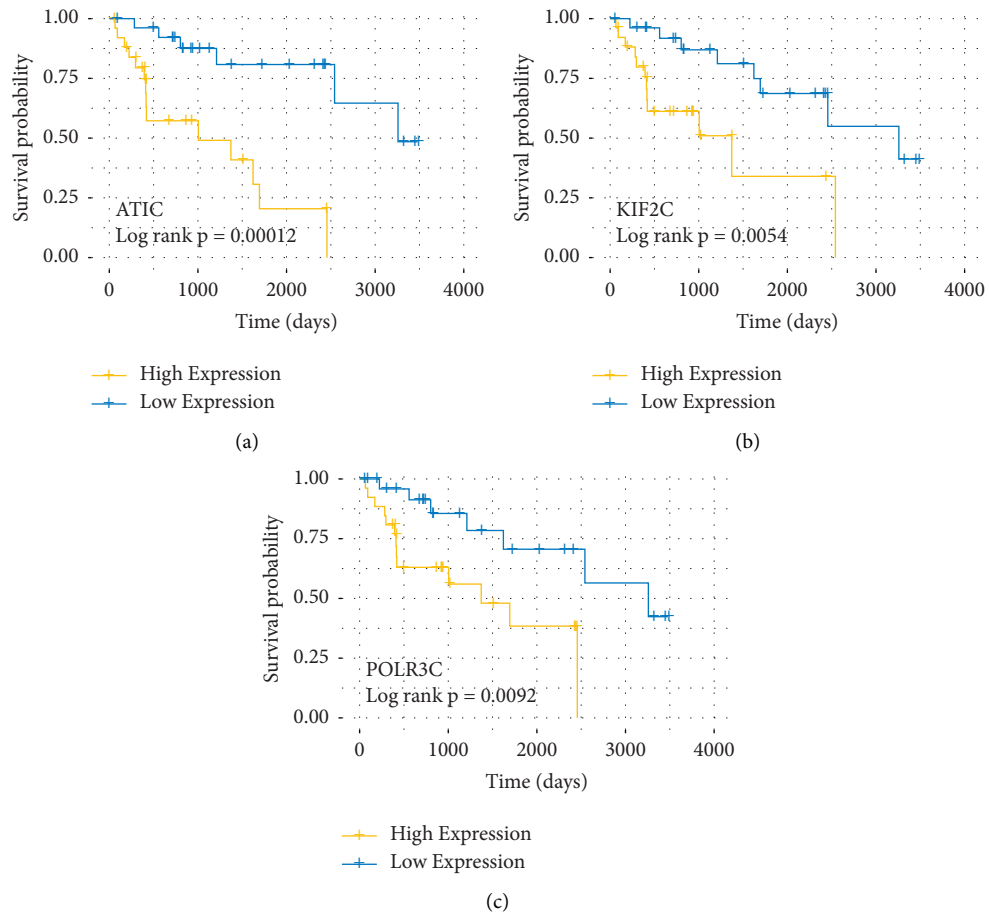 1.00
0.75
0.50
0.25
0.00
Survival probability
ATIC
Log rank p = 0.00012
0 1000 2000 3000 4000
Time (days)
High Expression
Low Expression
(a)
1.00
0.75
0.50
0.25
0.00
Survival probability
KIF2C
Log rank p = 0.0054
0 1000 2000 3000 4000
Time (days)
High Expression
Low Expression
(b)
1.00
0.75
0.50
0.25
0.00
Survival probability
POLR3C
Log rank p = 0.0092
0 1000 2000 3000 4000
Time (days)
High Expression
Low Expression
(c)